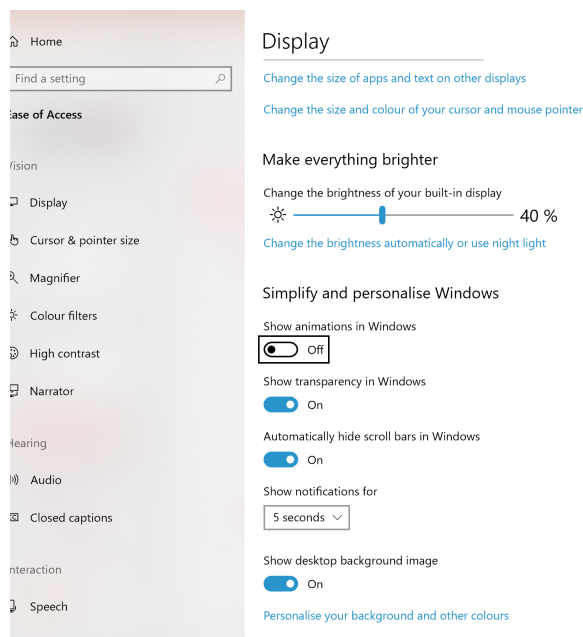 Home
Find a setting
Ease of Access
Vision
Display
Cursor & pointer size
Magnifier
Colour filters
High contrast
Narrator
Hearing
Audio
Closed captions
Interaction
Speech
Display
Change the size of apps and text on other displays
Change the size and colour of your cursor and mouse pointer
Make everything brighter
Change the brightness of your built-in display
40 %
Change the brightness automatically or use night light
Simplify and personalise Windows
Show animations in Windows
Off
Show transparency in Windows
On
Automatically hide scroll bars in Windows
On
Show notifications for
5 seconds
Show desktop background image
On
Personalise your background and other colours